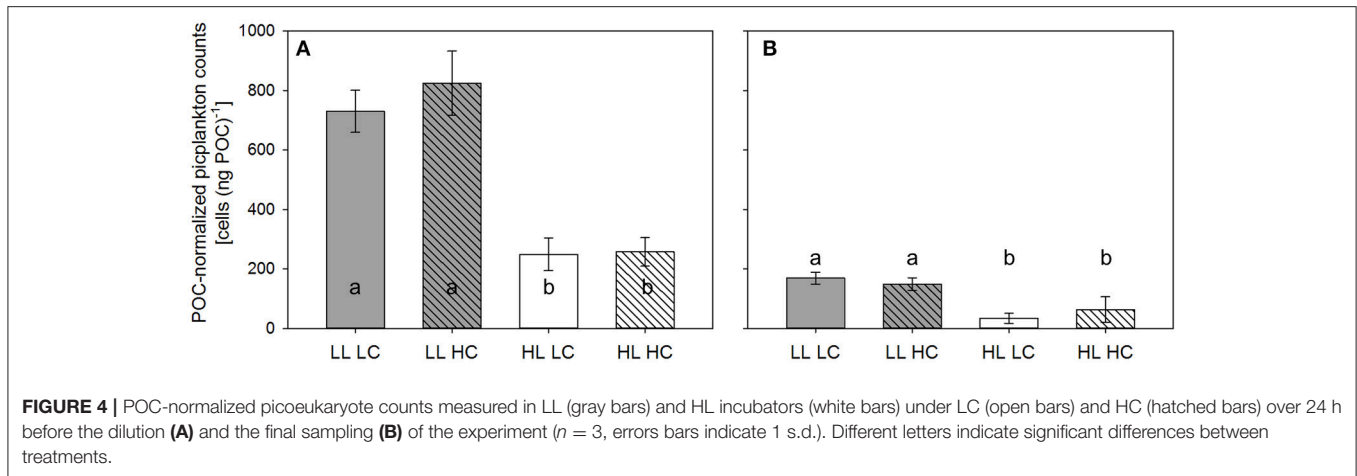 POC-normalized picplankton counts
[cells (ng POC)⁻¹]
1000
800
600
400
200
0
A
a
a
b
b
LL LC
LL HC
HL LC
HL HC
B
a
a
b
b
LL LC
LL HC
HL LC
HL HC
FIGURE 4 | POC-normalized picoeukaryote counts measured in LL (gray bars) and HL incubators (white bars) under LC (open bars) and HC (hatched bars) over 24 h
before the dilution (A) and the final sampling (B) of the experiment (n = 3, errors bars indicate 1 s.d.). Different letters indicate significant differences between
treatments.